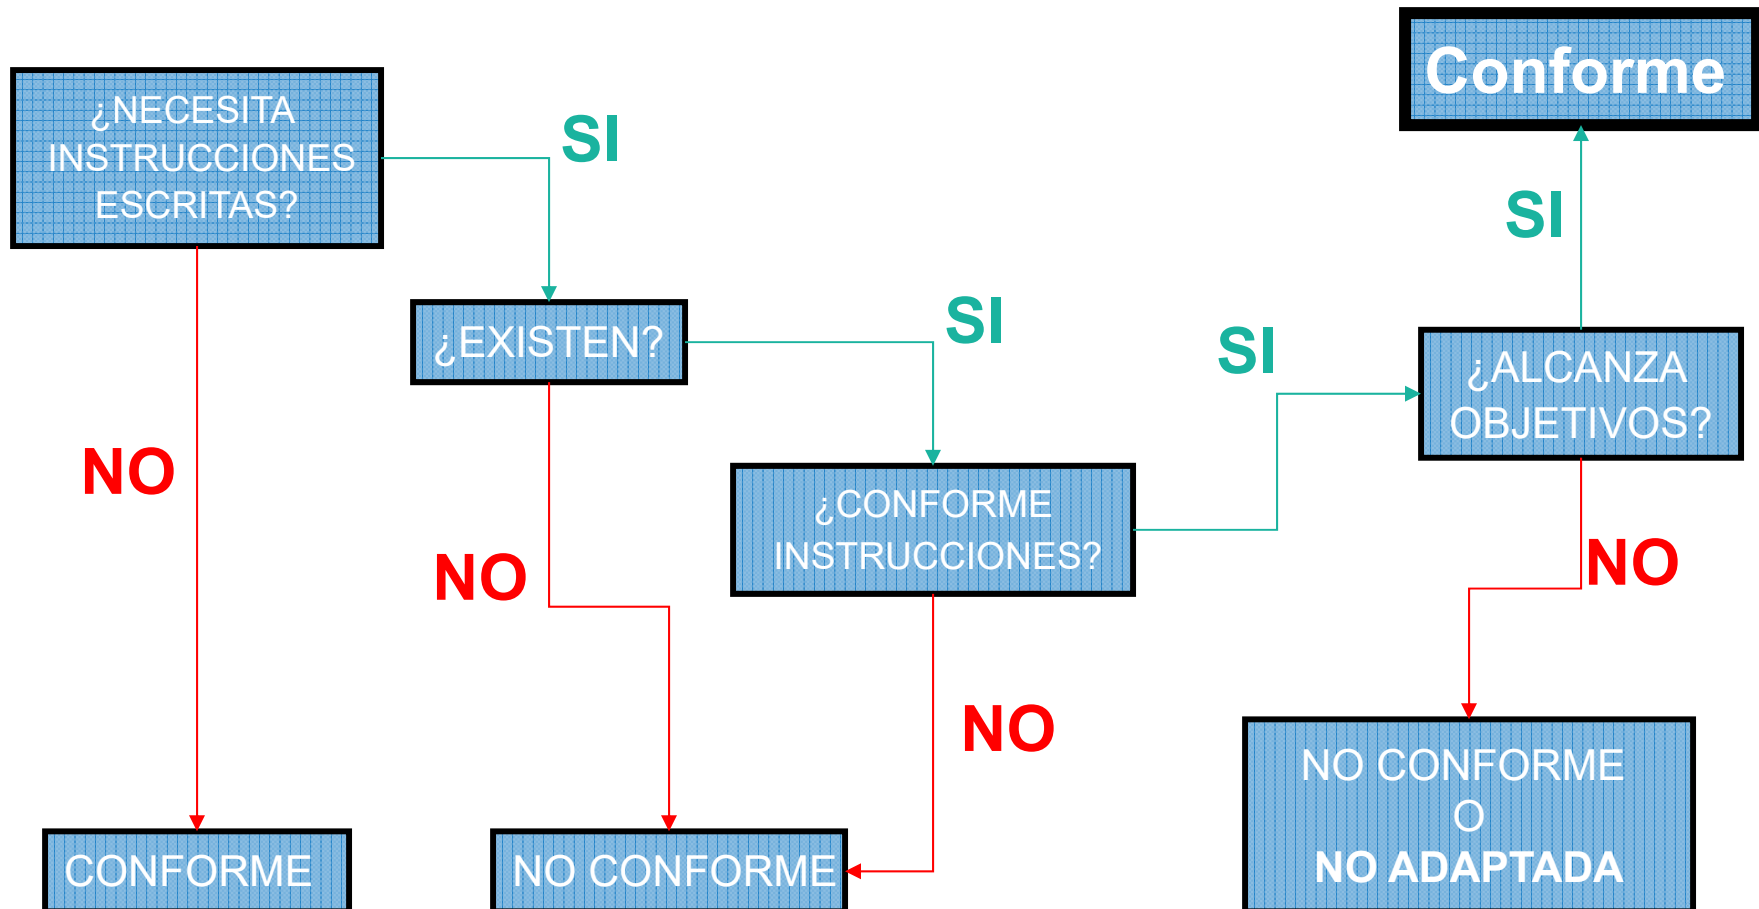 Conforme
¿NECESITA
INSTRUCCIONES
ESCRITAS?
SI
SI
¿EXISTEN?
SI
SI
¿ALCANZA
OBJETIVOS?
NO
¿CONFORME
INSTRUCCIONES?
NO
NO
NO
NO CONFORME
O
NO ADAPTADA
CONFORME
NO CONFORME